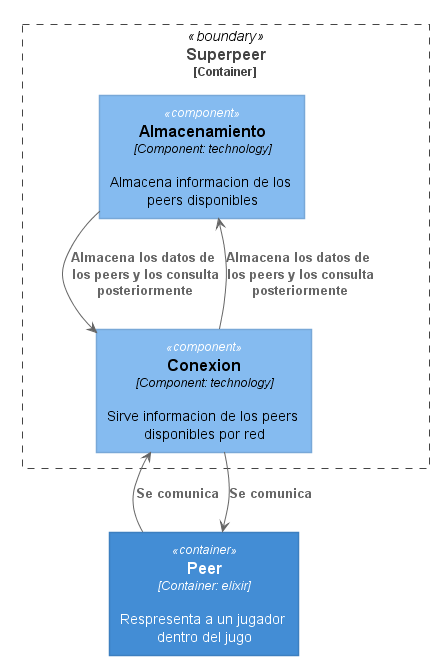 «boundary»
Superpeer
[Container]
«component»
Almacenamiento
[Component: technology]
Almacena informacion de los
peers disponibles
Almacena los datos de
los peers y los consulta
posteriormente
Almacena los datos de
los peers y los consulta
posteriormente
«component»
Conexion
[Component: technology]
Sirve informacion de los peers
disponibles por red
Se comunica
Se comunica
«container»
Peer
[Container: elixir]
Respresenta a un jugador
dentro del jugo